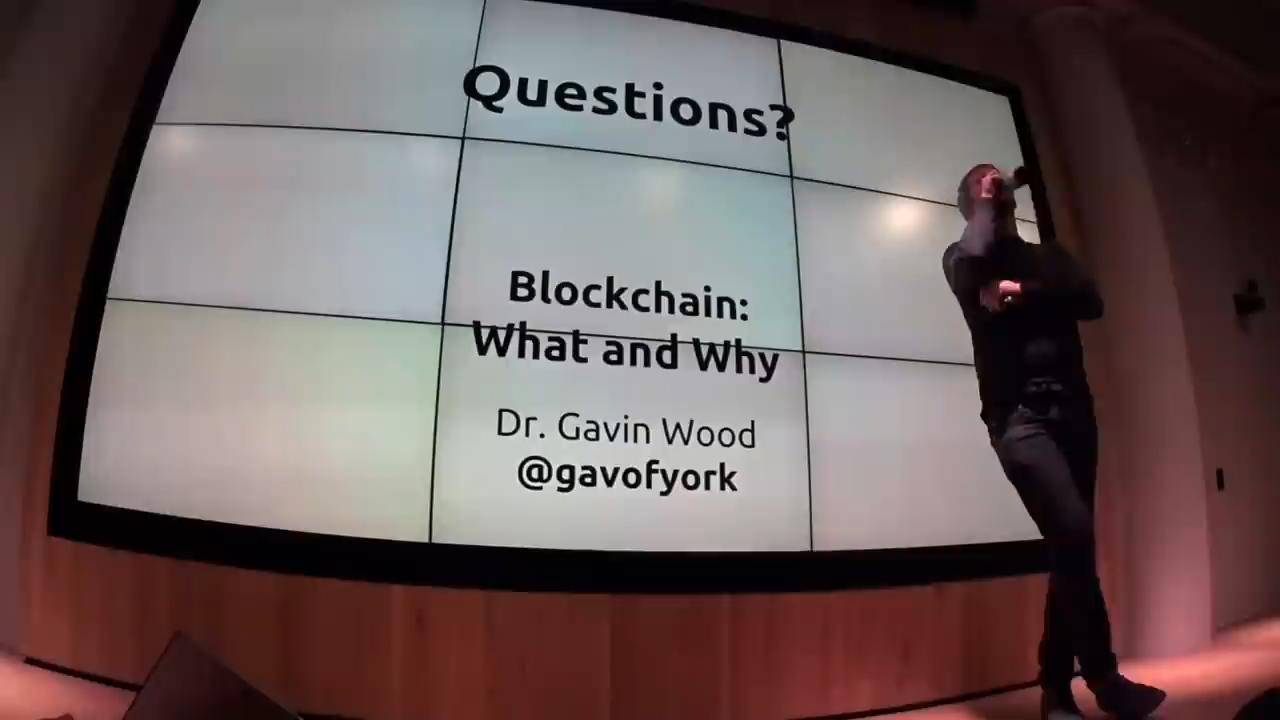 Questions?
Blockchain:
What and Why
Dr. Gavin Wood
@gavofyork